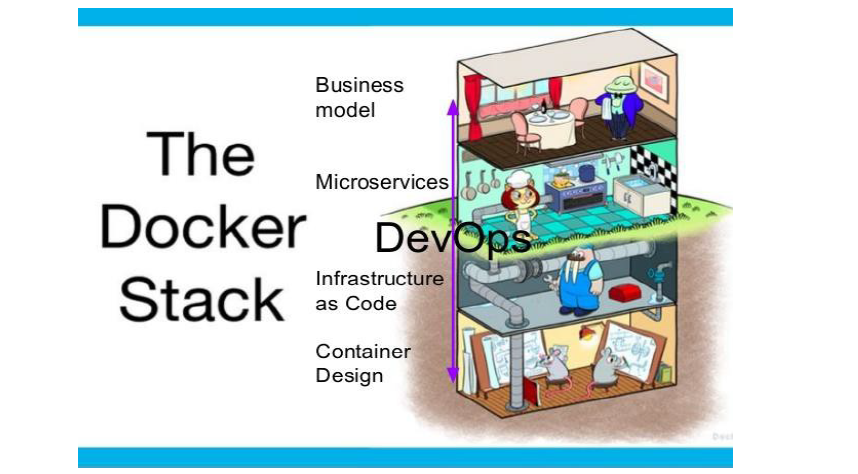 The
Docker
Stack
Business
model
Microservices
DevOps
Infrastructure
as Code
Container
Design